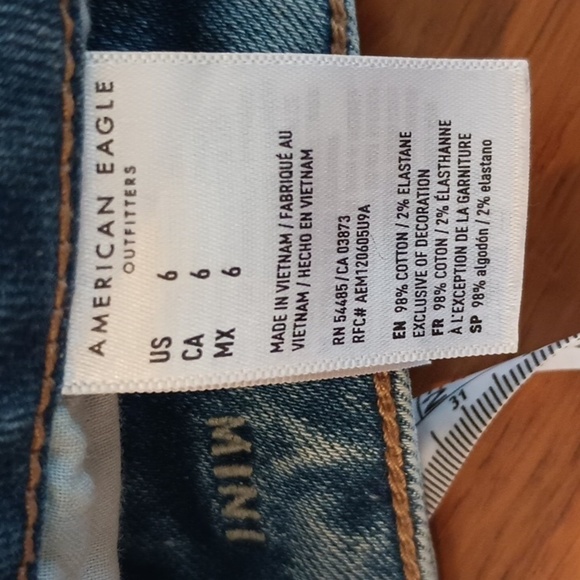 AMERICAN EAGLE
OUTFITTERS
US 6
CA 6
MX 6
MADE IN VIETNAM / FABRIQUÉ AU
VIETNAM / HECHO EN VIETNAM
RN 54485 / CA 03873
RFC# AEM120605U9A
EN 98% COTTON / 2% ELASTANE
EXCLUSIVE OF DECORATION
FR 98% COTON / 2% ÉLASTHANNE
À L'EXCEPTION DE LA GARNITURE
SP 98% algodón / 2% elastano
MINI
31